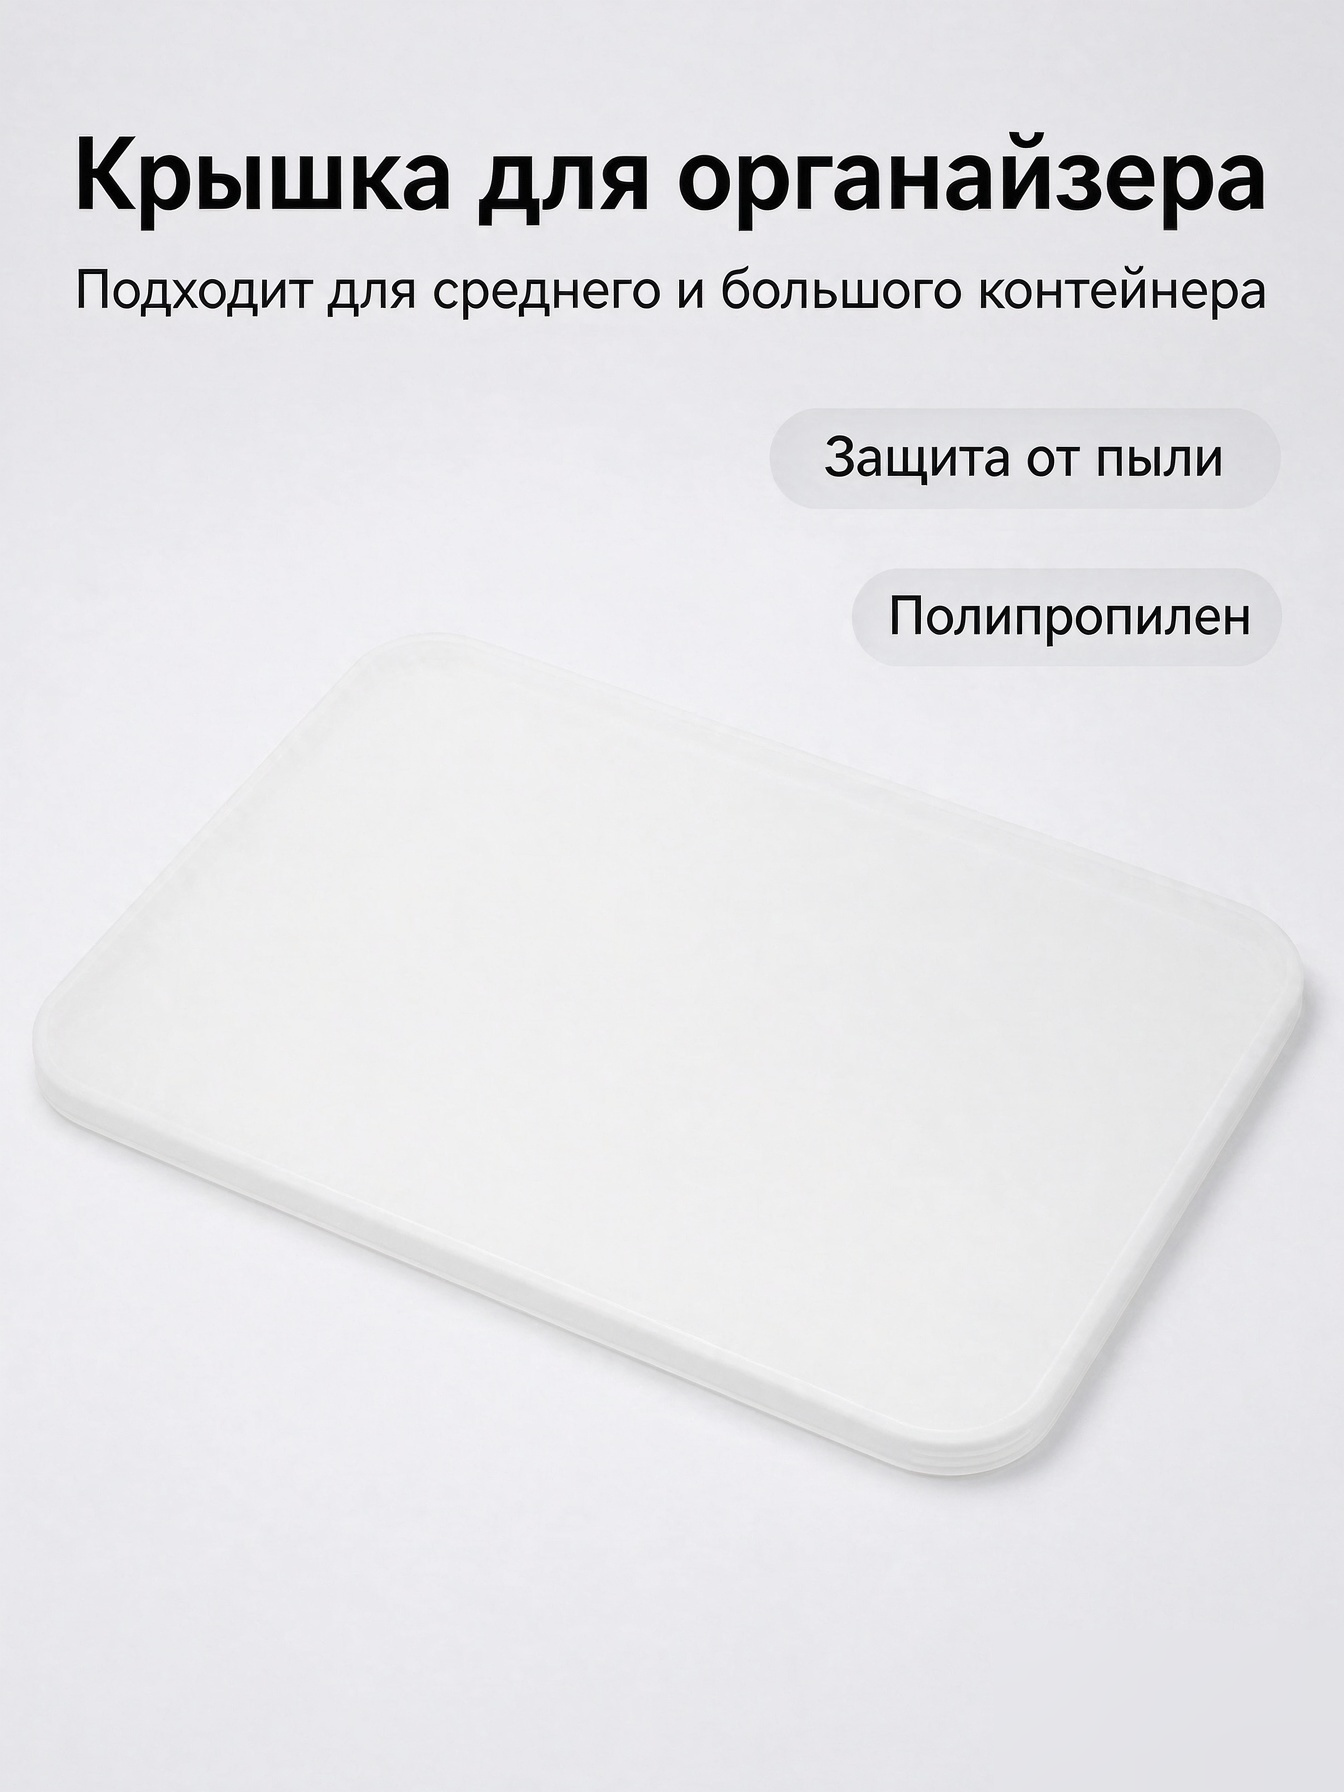 Крышка для органайзера
Подходит для среднего и большого контейнера
Защита от пыли
Полипропилен